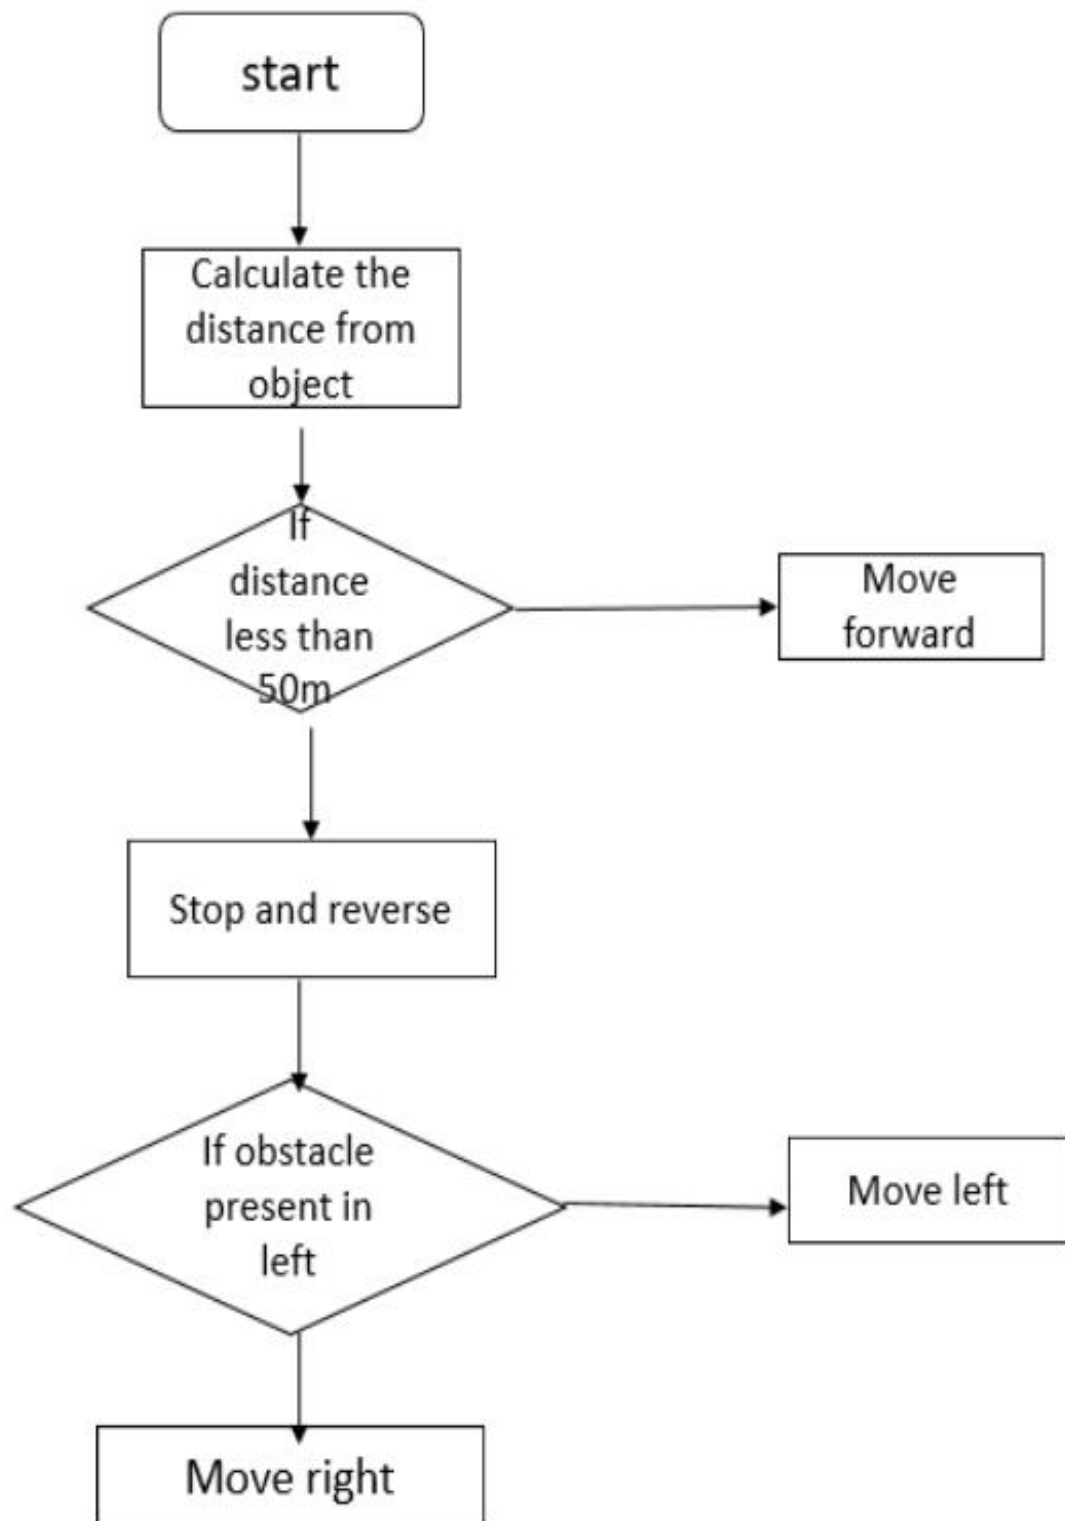 start
Calculate the
distance from
object
If
distance
less than
50m
Move
forward
Stop and reverse
If obstacle
present in
left
Move left
Move right